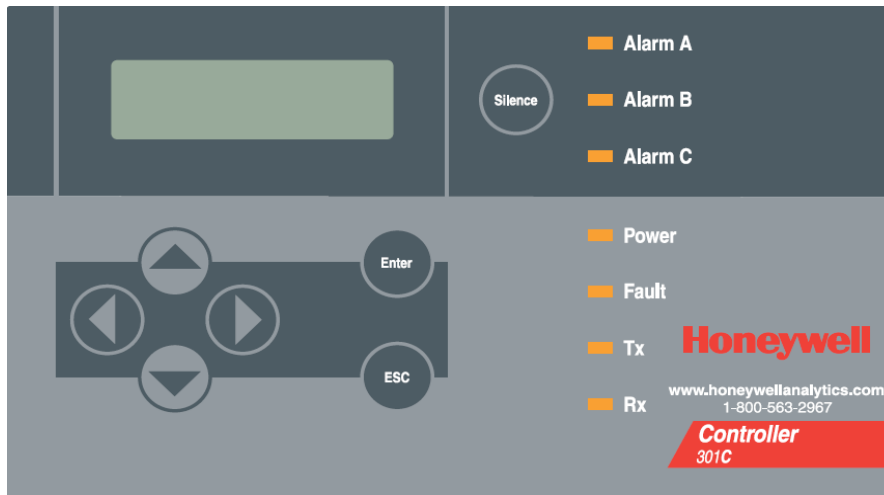 Alarm A
Silence
Alarm B
Alarm C
Power
Enter
Fault
Tx
Honeywell
ESC
www.honeywellanalytics.com
Rx
1-800-563-2967
Controller
301C